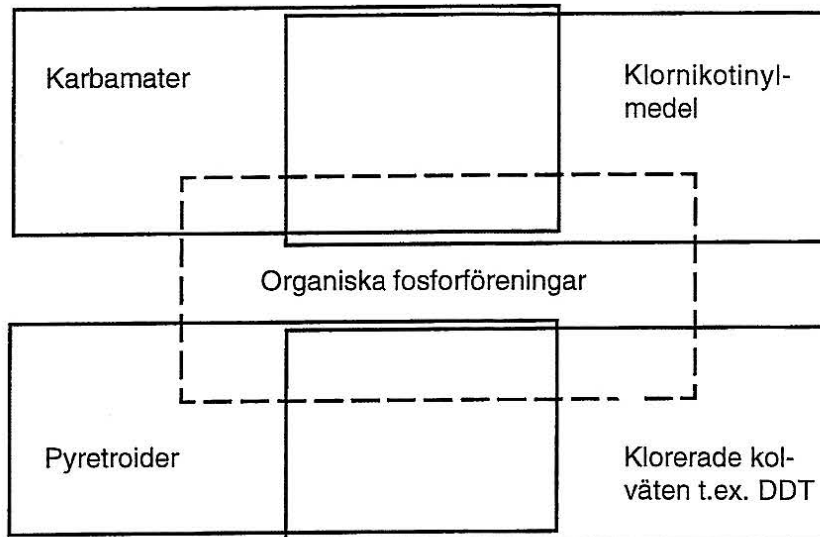 Karbamater
Klornikotinyl-
medel
Organiska fosforföreningar
Pyretroider
Klorerade kol-
väten t.ex. DDT